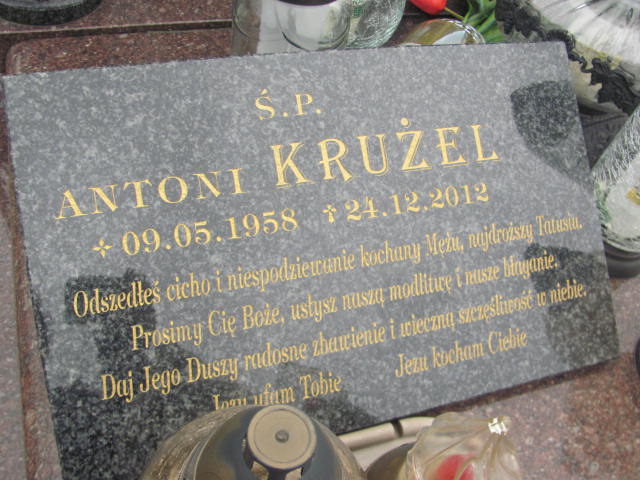 Ś.P.
ANTONI KRUŻEL
09.05.1958 24.12.2012
Odszedłeś cicho i niespodziewanie kochany Mężu, najdroższy Tatusiu.
Prosimy Cię Boże, usłysz naszą modlitwę i nasze błaganie.
Daj Jego Duszy radosne zbawienie i wieczną szczęśliwość w niebie.
Jezu ufam Tobie Jezu kocham Ciebie